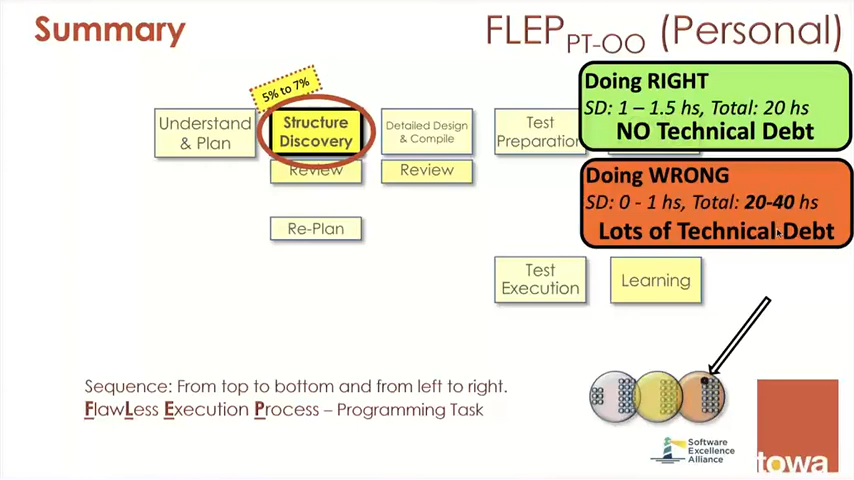 Summary
FLEP PT-OO (Personal)
5% to 7%
Understand
& Plan
Structure
Discovery
Review
Re-Plan
Detailed Design
& Compile
Review
Test
Preparation
Test
Execution
Learning
Doing RIGHT
SD: 1 – 1.5 hs, Total: 20 hs
NO Technical Debt
Doing WRONG
SD: 0 - 1 hs, Total: 20-40 hs
Lots of Technical Debt
Sequence: From top to bottom and from left to right.
FlawLess Execution Process – Programming Task
Software
Excellence
Alliance
towa